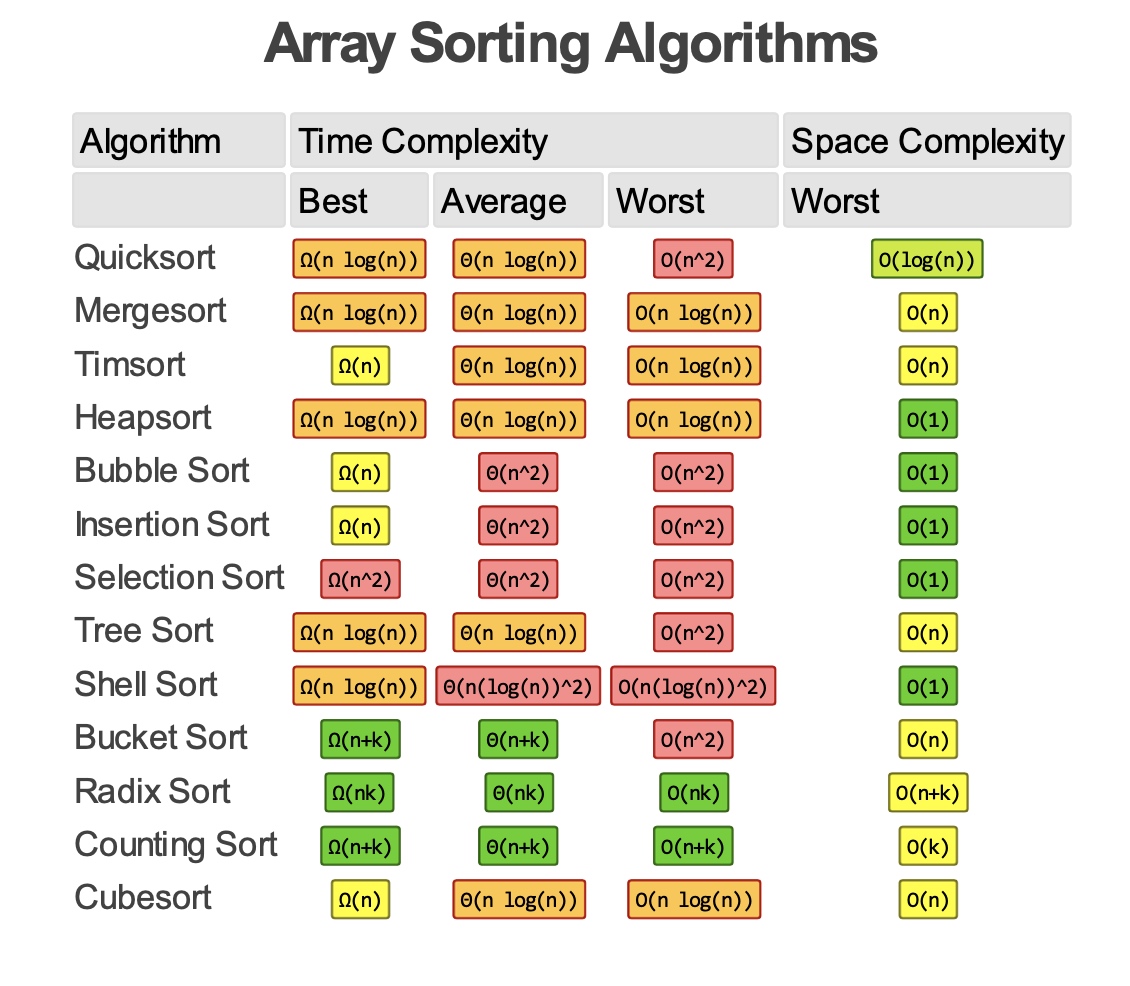 Array Sorting Algorithms
Algorithm Time Complexity Space Complexity
Best Average Worst Worst
Quicksort Ω(n log(n)) Θ(n log(n)) O(n^2) O(log(n))
Mergesort Ω(n log(n)) Θ(n log(n)) O(n log(n)) O(n)
Timsort Ω(n) Θ(n log(n)) O(n log(n)) O(n)
Heapsort Ω(n log(n)) Θ(n log(n)) O(n log(n)) O(1)
Bubble Sort Ω(n) Θ(n^2) O(n^2) O(1)
Insertion Sort Ω(n) Θ(n^2) O(n^2) O(1)
Selection Sort Ω(n^2) Θ(n^2) O(n^2) O(1)
Tree Sort Ω(n log(n)) Θ(n log(n)) O(n^2) O(n)
Shell Sort Ω(n log(n)) Θ(n(log(n))^2) O(n(log(n))^2) O(1)
Bucket Sort Ω(n+k) Θ(n+k) O(n^2) O(n)
Radix Sort Ω(nk) Θ(nk) O(nk) O(n+k)
Counting Sort Ω(n+k) Θ(n+k) O(n+k) O(k)
Cubesort Ω(n) Θ(n log(n)) O(n log(n)) O(n)